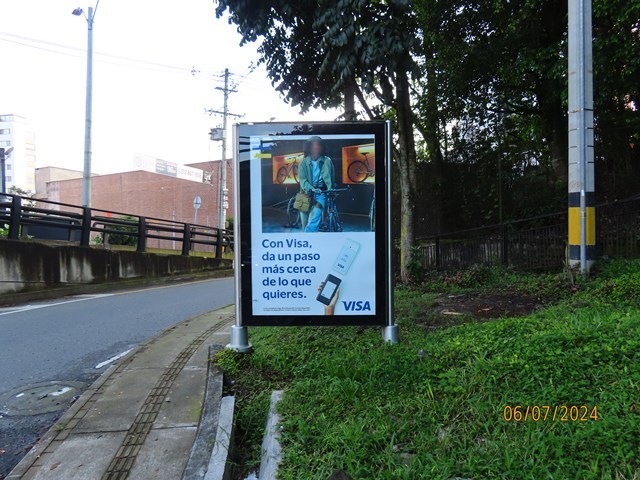 Con Visa,
da un paso
más cerca
de lo que
quieres.
VISA
06/07/2024